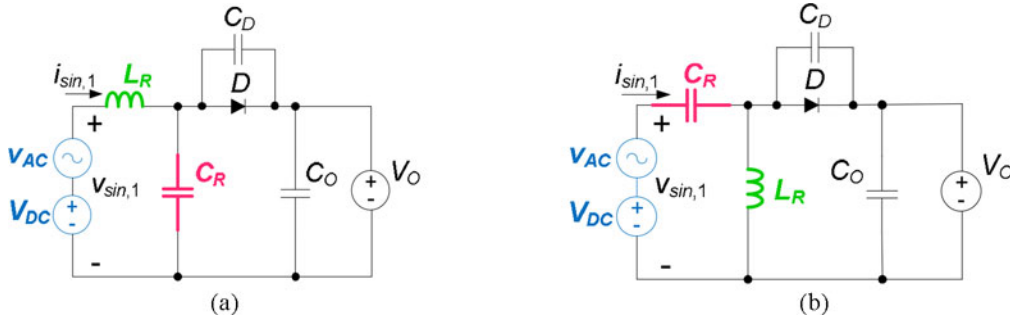 C_D
i_sin,1
L_R
D
+
v_AC
v_sin,1
C_R
C_O
V_O
+
-
V_DC
+
-
-
(a)
C_D
i_sin,1
C_R
D
+
v_AC
v_sin,1
L_R
C_O
V_O
+
-
V_DC
+
-
-
(b)